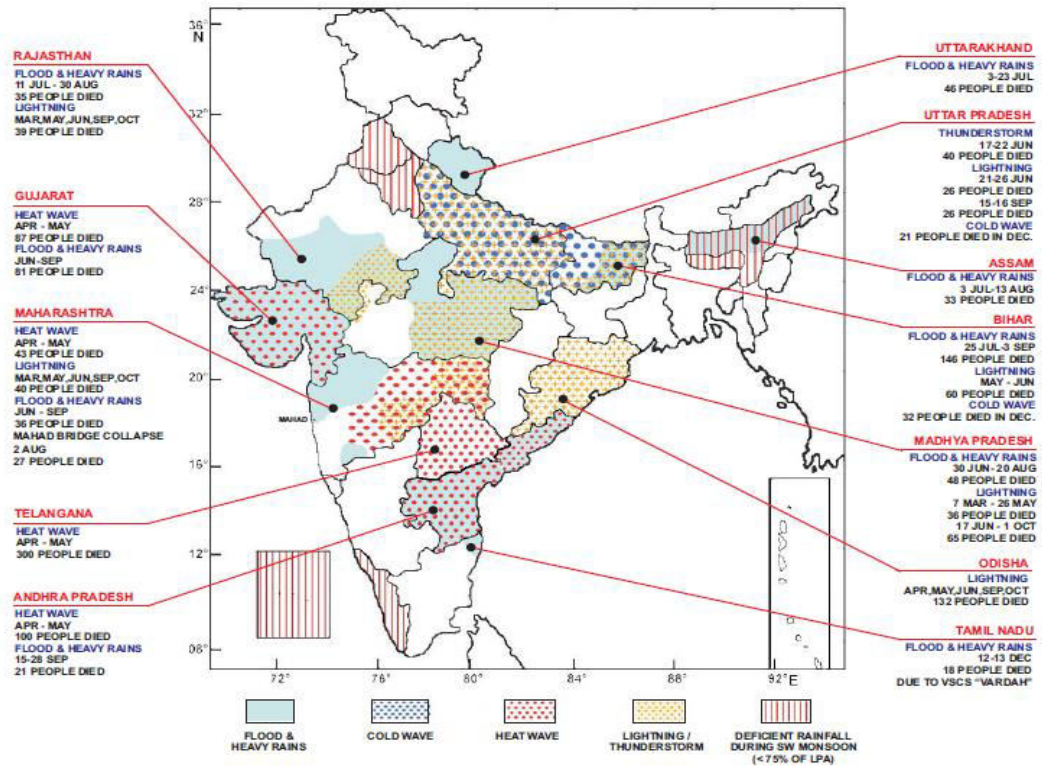 36°
N
32°
28°
24°
20°
16°
12°
08°
72°
76°
80°
84°
88°
92°
E
RAJASTHAN
FLOOD & HEAVY RAINS
11 JUL - 30 AUG
35 PEOPLE DIED
LIGHTNING
MAR,MAY,JUN,SEP,OCT
39 PEOPLE DIED
GUJARAT
HEAT WAVE
APR - MAY
87 PEOPLE DIED
FLOOD & HEAVY RAINS
JUN-SEP
81 PEOPLE DIED
MAHARASHTRA
HEAT WAVE
APR - MAY
43 PEOPLE DIED
LIGHTNING
MAR,MAY,JUN,SEP,OCT
40 PEOPLE DIED
FLOOD & HEAVY RAINS
JUN - SEP
36 PEOPLE DIED
MAHAD BRIDGE COLLAPSE
2 AUG
27 PEOPLE DIED
MAHAD
TELANGANA
HEAT WAVE
APR - MAY
300 PEOPLE DIED
ANDHRA PRADESH
HEAT WAVE
APR - MAY
100 PEOPLE DIED
FLOOD & HEAVY RAINS
15-28 SEP
21 PEOPLE DIED
UTTARAKHAND
FLOOD & HEAVY RAINS
3-23 JUL
46 PEOPLE DIED
UTTAR PRADESH
THUNDERSTORM
17-22 JUN
40 PEOPLE DIED
LIGHTNING
21-26 JUN
26 PEOPLE DIED
15-16 SEP
26 PEOPLE DIED
COLD WAVE
21 PEOPLE DIED IN DEC.
ASSAM
FLOOD & HEAVY RAINS
3 JUL-13 AUG
33 PEOPLE DIED
BIHAR
FLOOD & HEAVY RAINS
25 JUL-3 SEP
146 PEOPLE DIED
LIGHTNING
MAY - JUN
60 PEOPLE DIED
COLD WAVE
32 PEOPLE DIED IN DEC.
MADHYA PRADESH
FLOOD & HEAVY RAINS
30 JUN-20 AUG
48 PEOPLE DIED
LIGHTNING
7 MAR - 26 MAY
36 PEOPLE DIED
17 JUN - 1 OCT
65 PEOPLE DIED
ODISHA
LIGHTNING
APR,MAY,JUN,SEP,OCT
132 PEOPLE DIED
TAMIL NADU
FLOOD & HEAVY RAINS
12-13 DEC
18 PEOPLE DIED
DUE TO VSCS "VARDAH"
FLOOD &
HEAVY RAINS
COLD WAVE
HEAT WAVE
LIGHTNING /
THUNDERSTORM
DEFICIENT RAINFALL
DURING SW MONSOON
(<75% OF LPA)